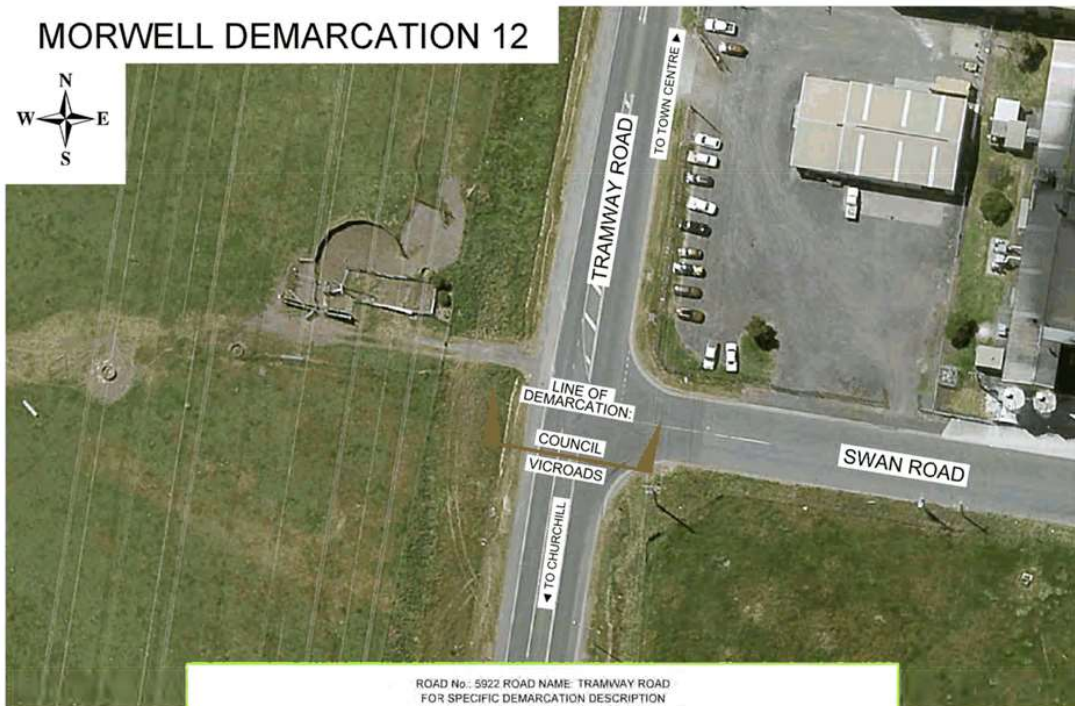 MORWELL DEMARCATION 12
N
W E
S
TO TOWN CENTRE ▶
TRAMWAY ROAD
LINE OF
DEMARCATION:
COUNCIL
VICROADS
SWAN ROAD
◀ TO CHURCHILL
ROAD No.: 5922 ROAD NAME: TRAMWAY ROAD
FOR SPECIFIC DEMARCATION DESCRIPTION